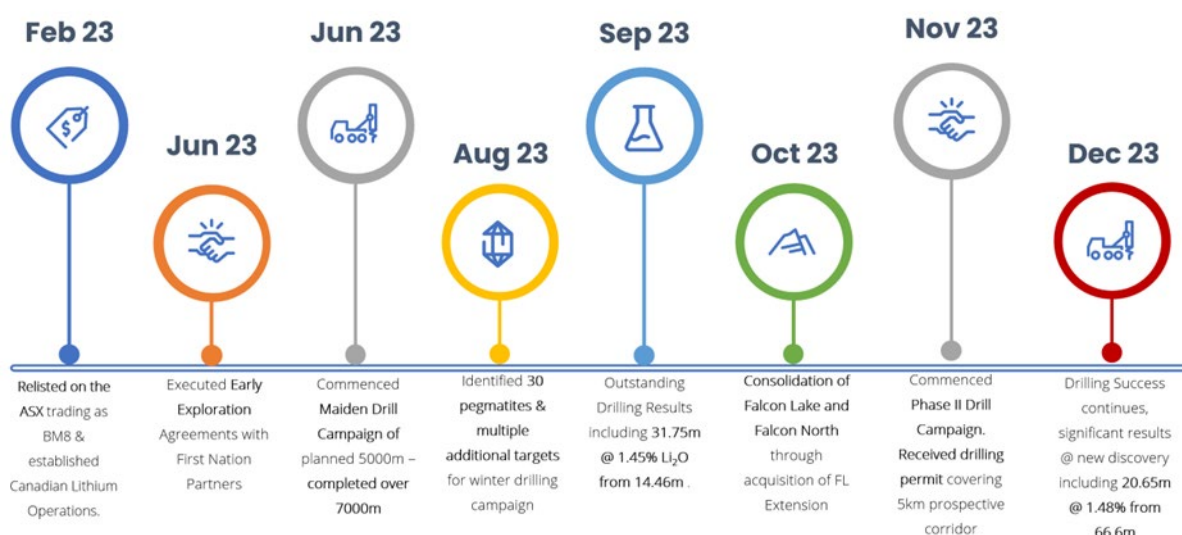 Feb 23
Relisted on the
ASX trading as
BM8 &
established
Canadian Lithium
Operations.
Jun 23
Executed Early
Exploration
Agreements with
First Nation
Partners
Jun 23
Commenced
Maiden Drill
Campaign of
planned 5000m –
completed over
7000m
Aug 23
Identified 30
pegmatites &
multiple
additional targets
for winter drilling
campaign
Sep 23
Outstanding
Drilling Results
including 31.75m
@ 1.45% Li₂O
from 14.46m .
Oct 23
Consolidation of
Falcon Lake and
Falcon North
through
acquisition of FL
Extension
Nov 23
Commenced
Phase II Drill
Campaign.
Received drilling
permit covering
5km prospective
corridor
Dec 23
Drilling Success
continues,
significant results
@ new discovery
including 20.65m
@ 1.48% from
66.6m